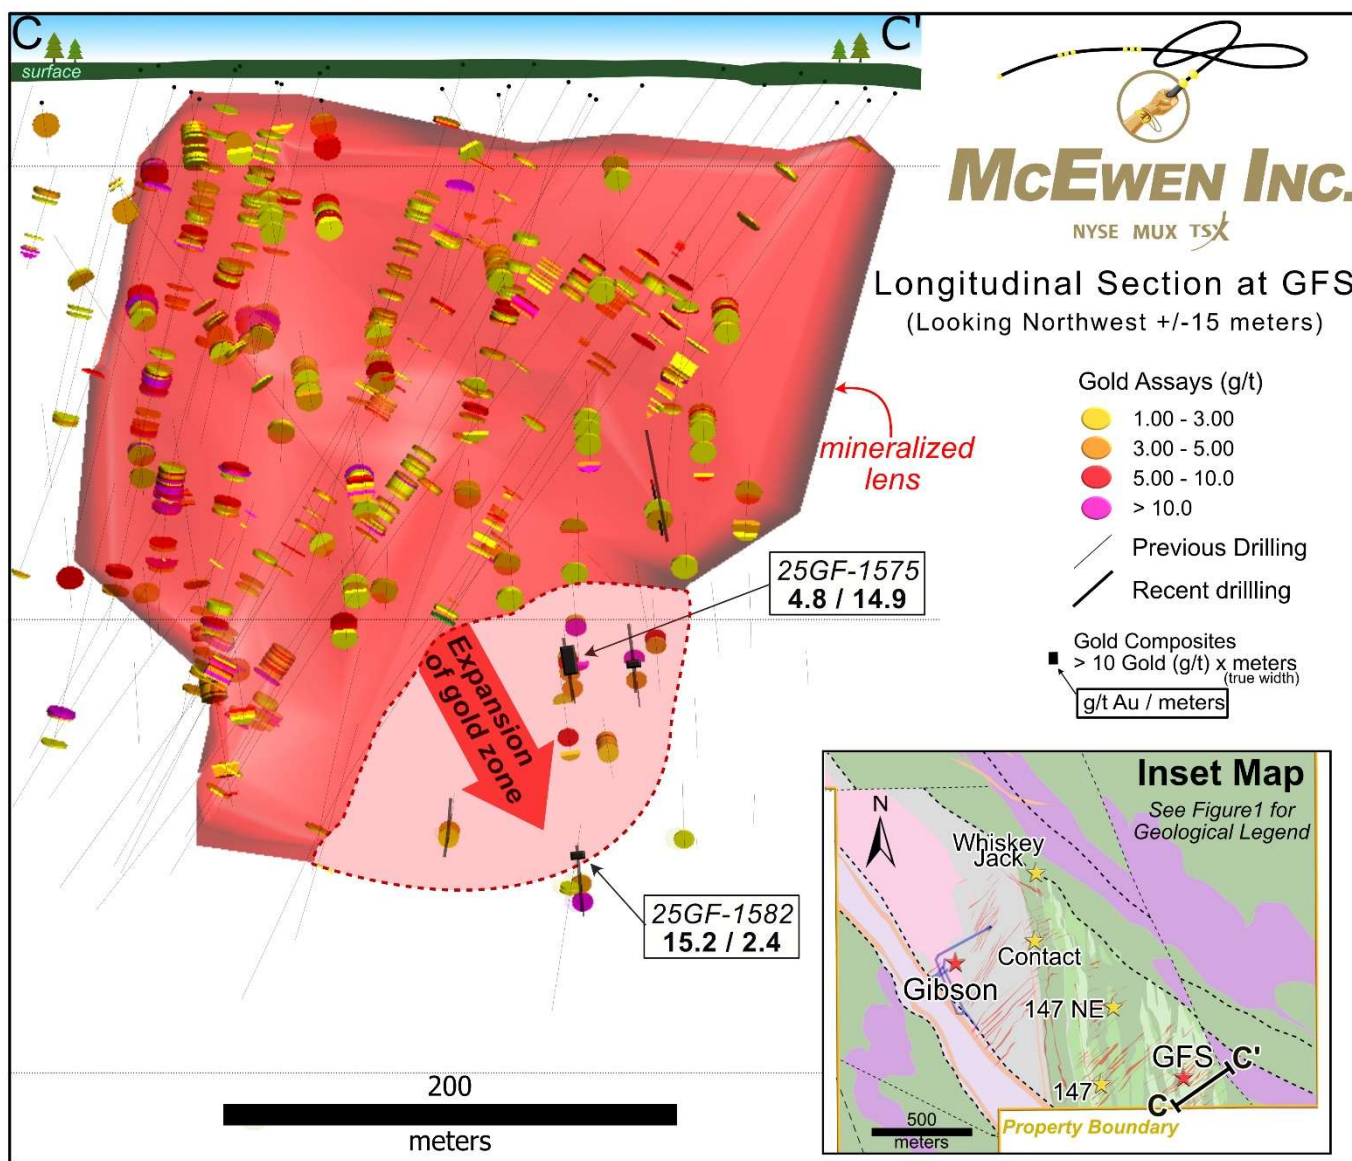 C
C'
surface
McEWEN INC.
NYSE MUX TSX
Longitudinal Section at GFS
(Looking Northwest +/-15 meters)
Gold Assays (g/t)
1.00 - 3.00
3.00 - 5.00
5.00 - 10.0
> 10.0
Previous Drilling
Recent drillling
Gold Composites
> 10 Gold (g/t) x meters
(true width)
g/t Au / meters
mineralized
lens
25GF-1575
4.8 / 14.9
Expansion
of gold zone
25GF-1582
15.2 / 2.4
200
meters
Inset Map
See Figure1 for
Geological Legend
N
Whiskey
Jack
Contact
Gibson
147 NE
GFS
C'
147
C
500
meters
Property Boundary